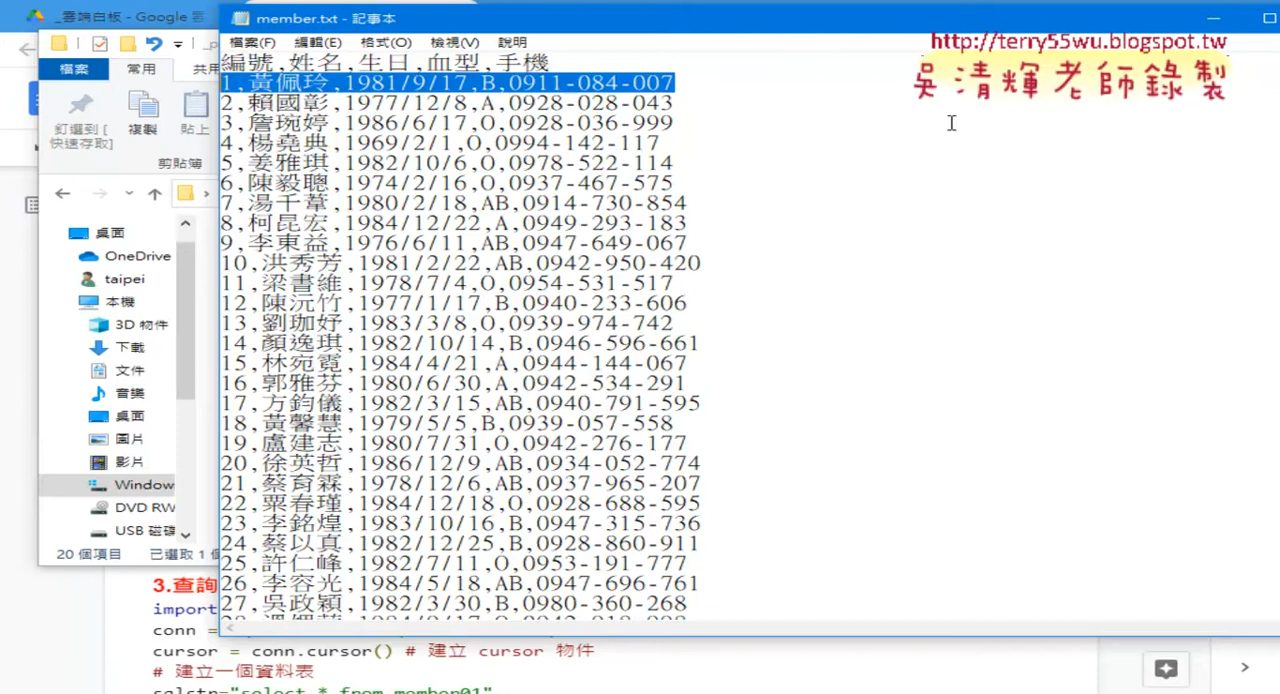 _雲端白板 - Google 雲
member.txt - 記事本
檔案(F) 編輯(E) 格式(O) 檢視(V) 說明
http://terry55wu.blogspot.tw
吳清輝老師錄製
檔案 常用 共用
釘選到 [
快速存取]
複製
貼上
剪貼簿
桌面
OneDrive
taipei
本機
3D 物件
下載
文件
音樂
桌面
圖片
影片
Window
DVD RW
USB 磁碟
20 個項目 已選取 1 個
編號,姓名,生日,血型,手機
1,黃佩玲,1981/9/17,B,0911-084-007
2,賴國彰,1977/12/8,A,0928-028-043
3,詹琬婷,1986/6/17,O,0928-036-999
4,楊堯典,1969/2/1,O,0994-142-117
5,姜雅琪,1982/10/6,O,0978-522-114
6,陳毅聰,1974/2/16,O,0937-467-575
7,湯千葦,1980/2/18,AB,0914-730-854
8,柯昆宏,1984/12/22,A,0949-293-183
9,李東益,1976/6/11,AB,0947-649-067
10,洪秀芳,1981/2/22,AB,0942-950-420
11,梁書維,1978/7/4,O,0954-531-517
12,陳沅竹,1977/1/17,B,0940-233-606
13,劉珈妤,1983/3/8,O,0939-974-742
14,顏逸琪,1982/10/14,B,0946-596-661
15,林宛霓,1984/4/21,A,0944-144-067
16,郭雅芬,1980/6/30,A,0942-534-291
17,方鈞儀,1982/3/15,AB,0940-791-595
18,黃馨慧,1979/5/5,B,0939-057-558
19,盧建志,1980/7/31,O,0942-276-177
20,徐英哲,1986/12/9,AB,0934-052-774
21,蔡育霖,1978/12/6,AB,0937-965-207
22,粟春瑾,1984/12/18,O,0928-688-595
23,李銘煌,1983/10/16,B,0947-315-736
24,蔡以真,1982/12/25,B,0928-860-911
25,許仁峰,1982/7/11,O,0953-191-777
26,李容光,1984/5/18,AB,0947-696-761
27,吳政穎,1982/3/30,B,0980-360-268
3.查詢
import
conn =
cursor = conn.cursor() # 建立 cursor 物件
# 建立一個資料表
sqlstr="select * from member01"